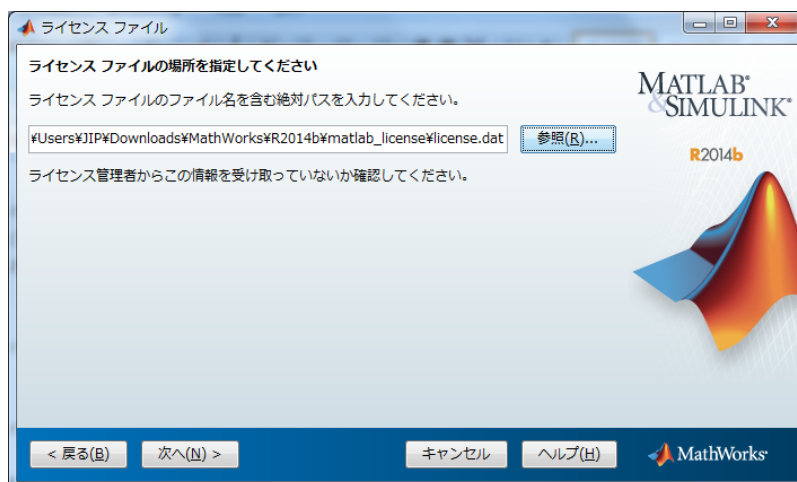 ライセンス ファイル
ライセンス ファイルの場所を指定してください
ライセンス ファイルのファイル名を含む絶対パスを入力してください。
¥Users¥JIP¥Downloads¥MathWorks¥R2014b¥matlab_license¥license.dat
参照(R)...
ライセンス管理者からこの情報を受け取っていないか確認してください。
MATLAB®
&SIMULINK®
R2014b
< 戻る(B)
次へ(N) >
キャンセル
ヘルプ(H)
MathWorks®